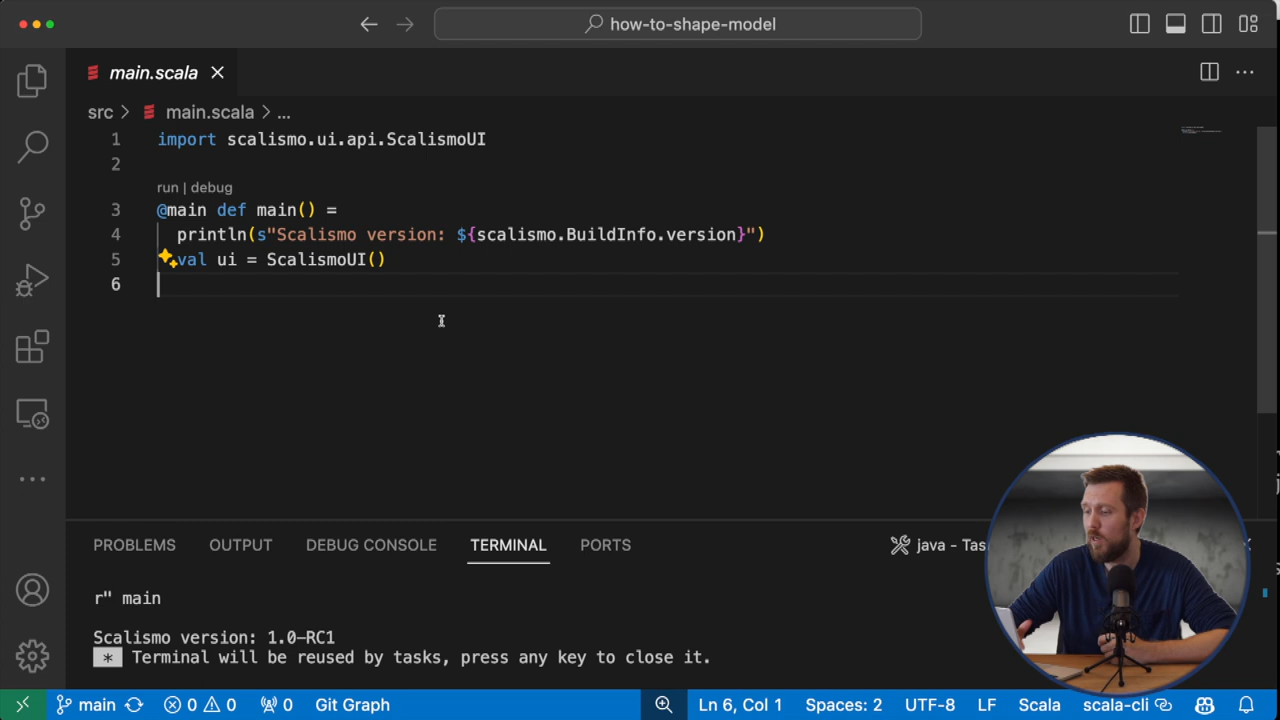 how-to-shape-model
main.scala
src > main.scala > ...
1 import scalismo.ui.api.ScalismoUI
2
run | debug
3 @main def main() =
4 println(s"Scalismo version: ${scalismo.BuildInfo.version}")
5 val ui = ScalismoUI()
6
PROBLEMS OUTPUT DEBUG CONSOLE TERMINAL PORTS java - Tas
r" main
Scalismo version: 1.0-RC1
* Terminal will be reused by tasks, press any key to close it.
main 0 0 0 Git Graph Ln 6, Col 1 Spaces: 2 UTF-8 LF Scala scala-cli